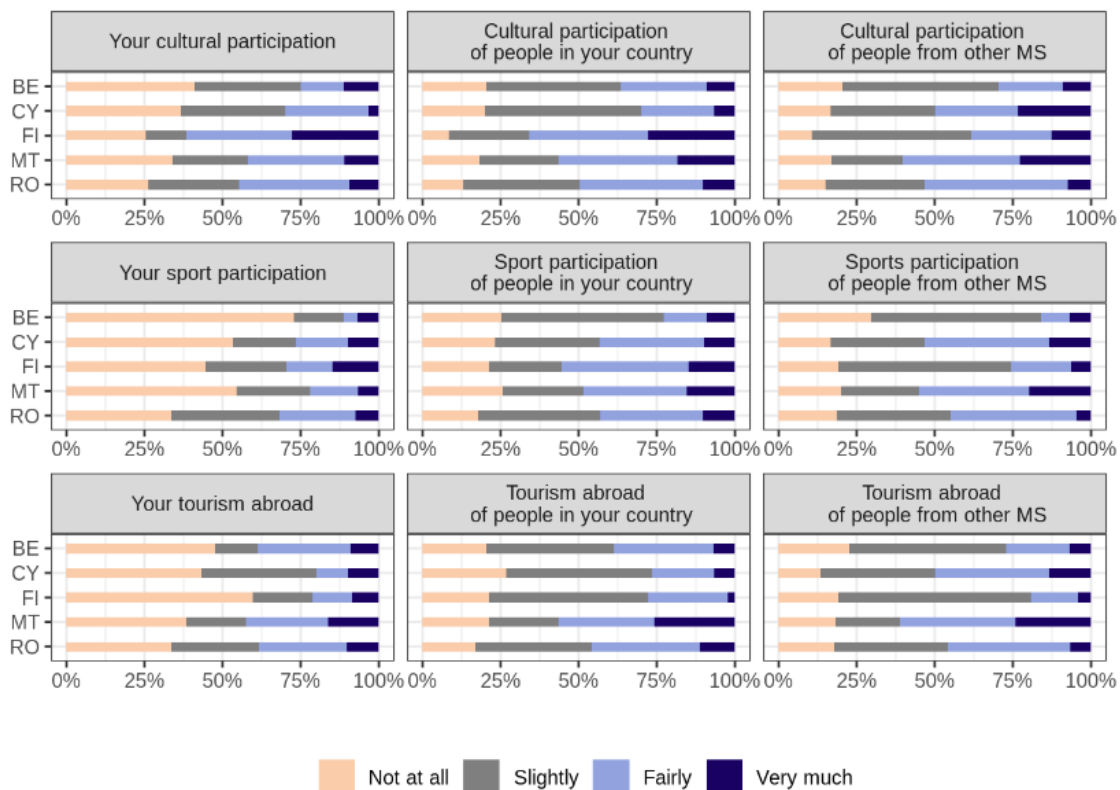 Your cultural participation
Cultural participation
of people in your country
Cultural participation
of people from other MS
BE
CY
FI
MT
RO
0% 25% 50% 75% 100%
0% 25% 50% 75% 100%
0% 25% 50% 75% 100%
Your sport participation
Sport participation
of people in your country
Sports participation
of people from other MS
BE
CY
FI
MT
RO
0% 25% 50% 75% 100%
0% 25% 50% 75% 100%
0% 25% 50% 75% 100%
Your tourism abroad
Tourism abroad
of people in your country
Tourism abroad
of people from other MS
BE
CY
FI
MT
RO
0% 25% 50% 75% 100%
0% 25% 50% 75% 100%
0% 25% 50% 75% 100%
Not at all Slightly Fairly Very much